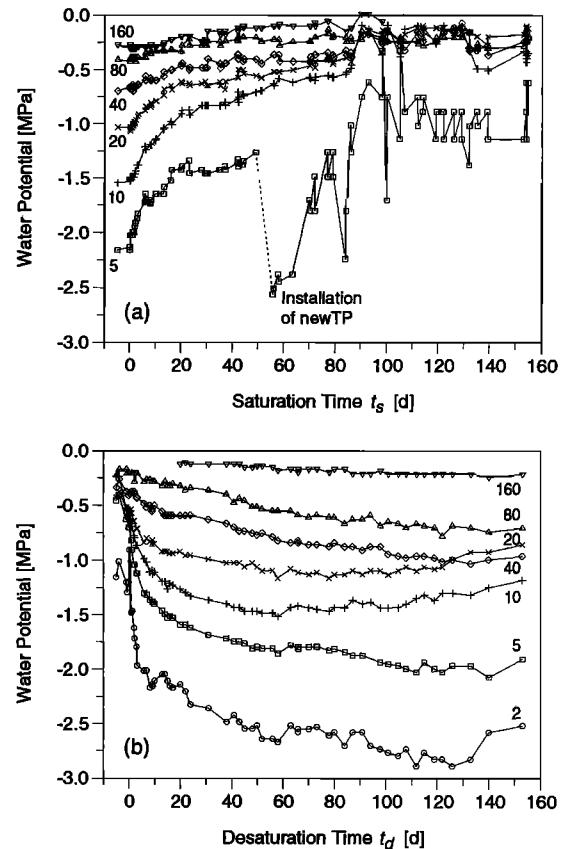 0.0
-0.5
-1.0
-1.5
-2.0
-2.5
-3.0
Water Potential [MPa]
160
80
40
20
10
5
Installation
of newTP
(a)
0 20 40 60 80 100 120 140 160
Saturation Time ts [d]
0.0
-0.5
-1.0
-1.5
-2.0
-2.5
-3.0
Water Potential [MPa]
160
80
20
40
10
5
2
(b)
0 20 40 60 80 100 120 140 160
Desaturation Time td [d]